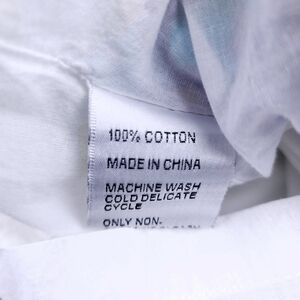 100% COTTON
MADE IN CHINA
MACHINE WASH
COLD DELICATE
CYCLE
ONLY NON.